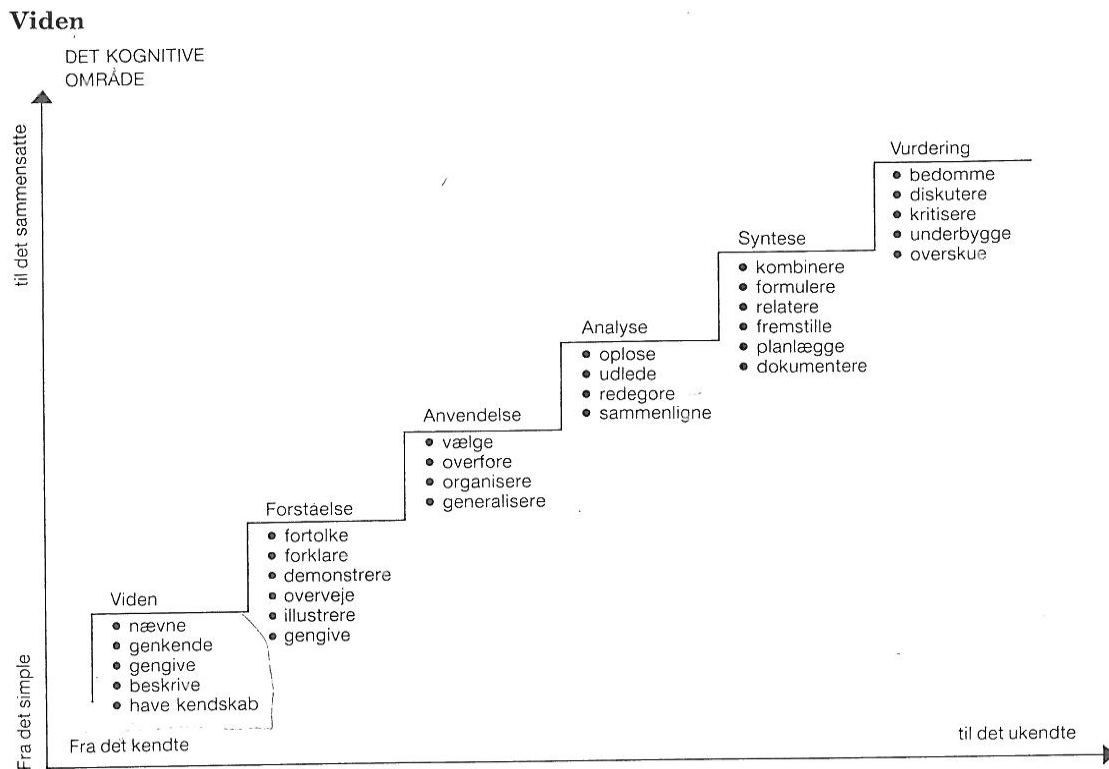 Viden
DET KOGNITIVE
OMRÅDE
til det sammensatte
Vurdering
bedomme
diskutere
kritisere
underbygge
overskue
Syntese
kombinere
formulere
relatere
fremstille
planlægge
dokumentere
Analyse
oplose
udlede
redegore
sammenligne
Anvendelse
vælge
overfore
organisere
generalisere
Forståelse
fortolke
forklare
demonstrere
overveje
illustrere
gengive
Viden
nævne
genkende
gengive
beskrive
have kendskab
Fra det simple
Fra det kendte
til det ukendte